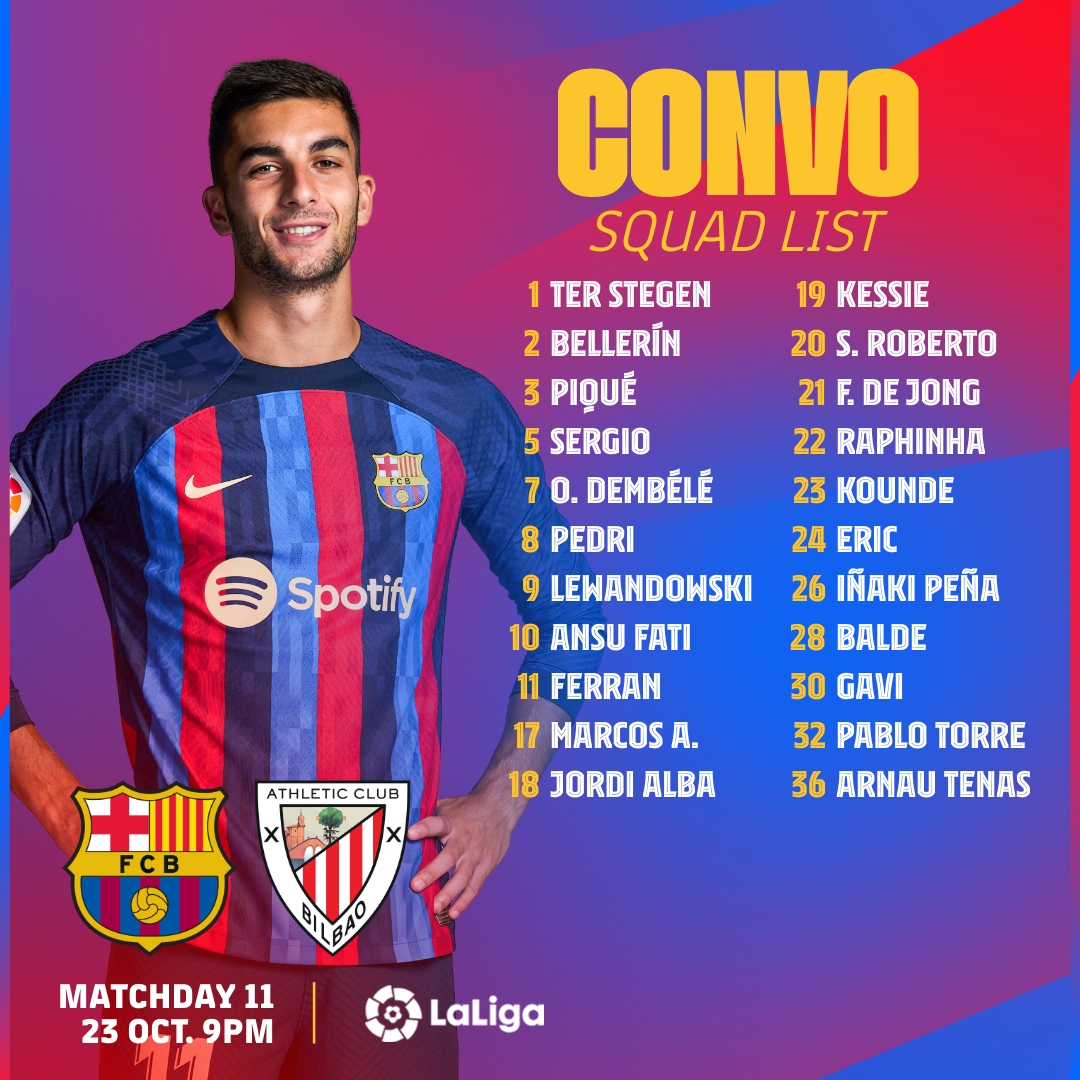 CONVO
SQUAD LIST
1 TER STEGEN
2 BELLERÍN
3 PIQUÉ
5 SERGIO
7 O. DEMBÉLÉ
8 PEDRI
9 LEWANDOWSKI
10 ANSU FATI
11 FERRAN
17 MARCOS A.
18 JORDI ALBA
19 KESSIE
20 S. ROBERTO
21 F. DE JONG
22 RAPHINHA
23 KOUNDE
24 ERIC
26 IÑAKI PEÑA
28 BALDE
30 GAVI
32 PABLO TORRE
36 ARNAU TENAS
FCB
Spotify
FCB
ATHLETIC CLUB
BILBAO
MATCHDAY 11
23 OCT. 9PM
LaLiga
11